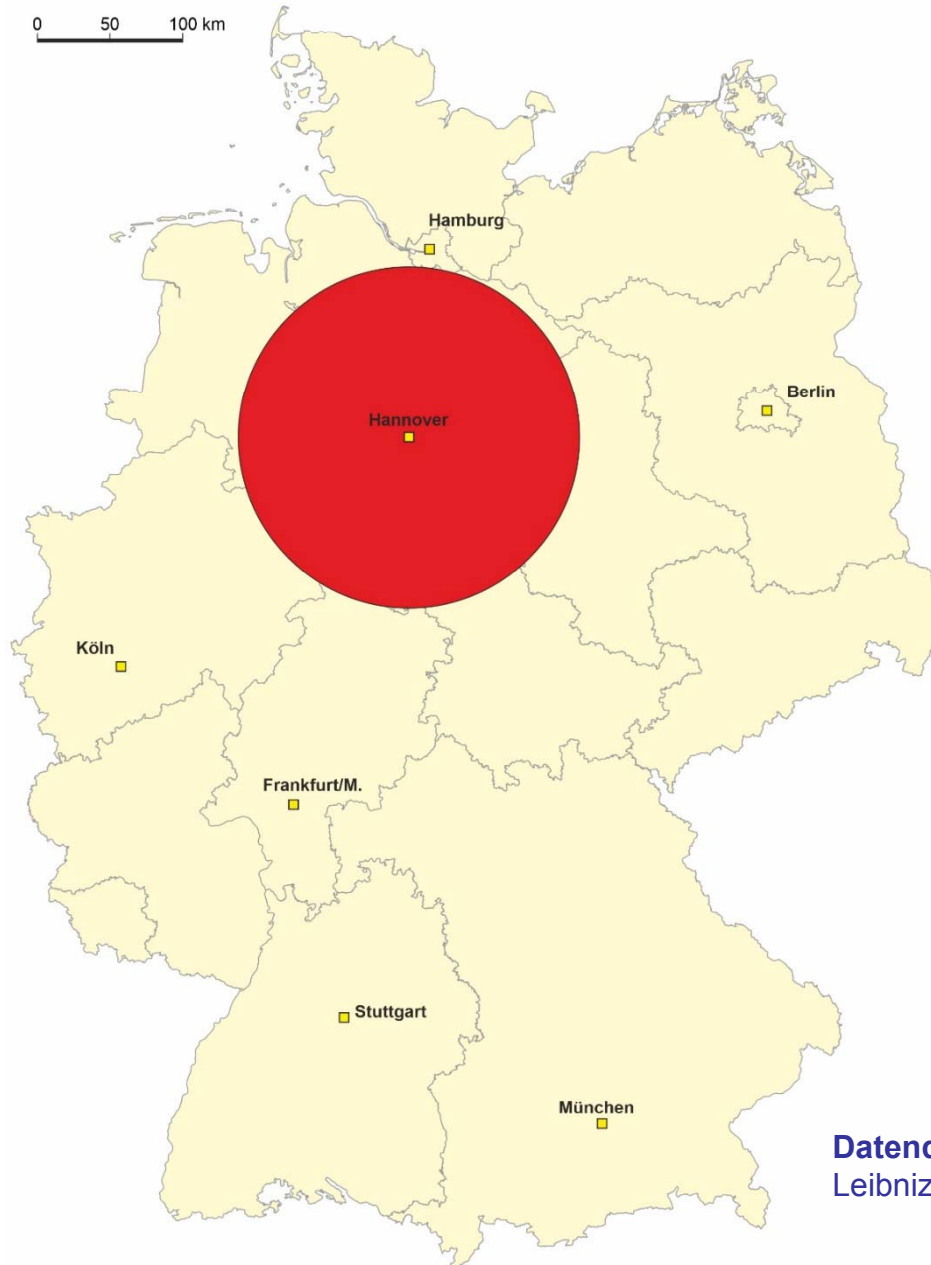 0 50 100 km
Hamburg
Berlin
Hannover
Köln
Frankfurt/M.
Stuttgart
München
Leibniz